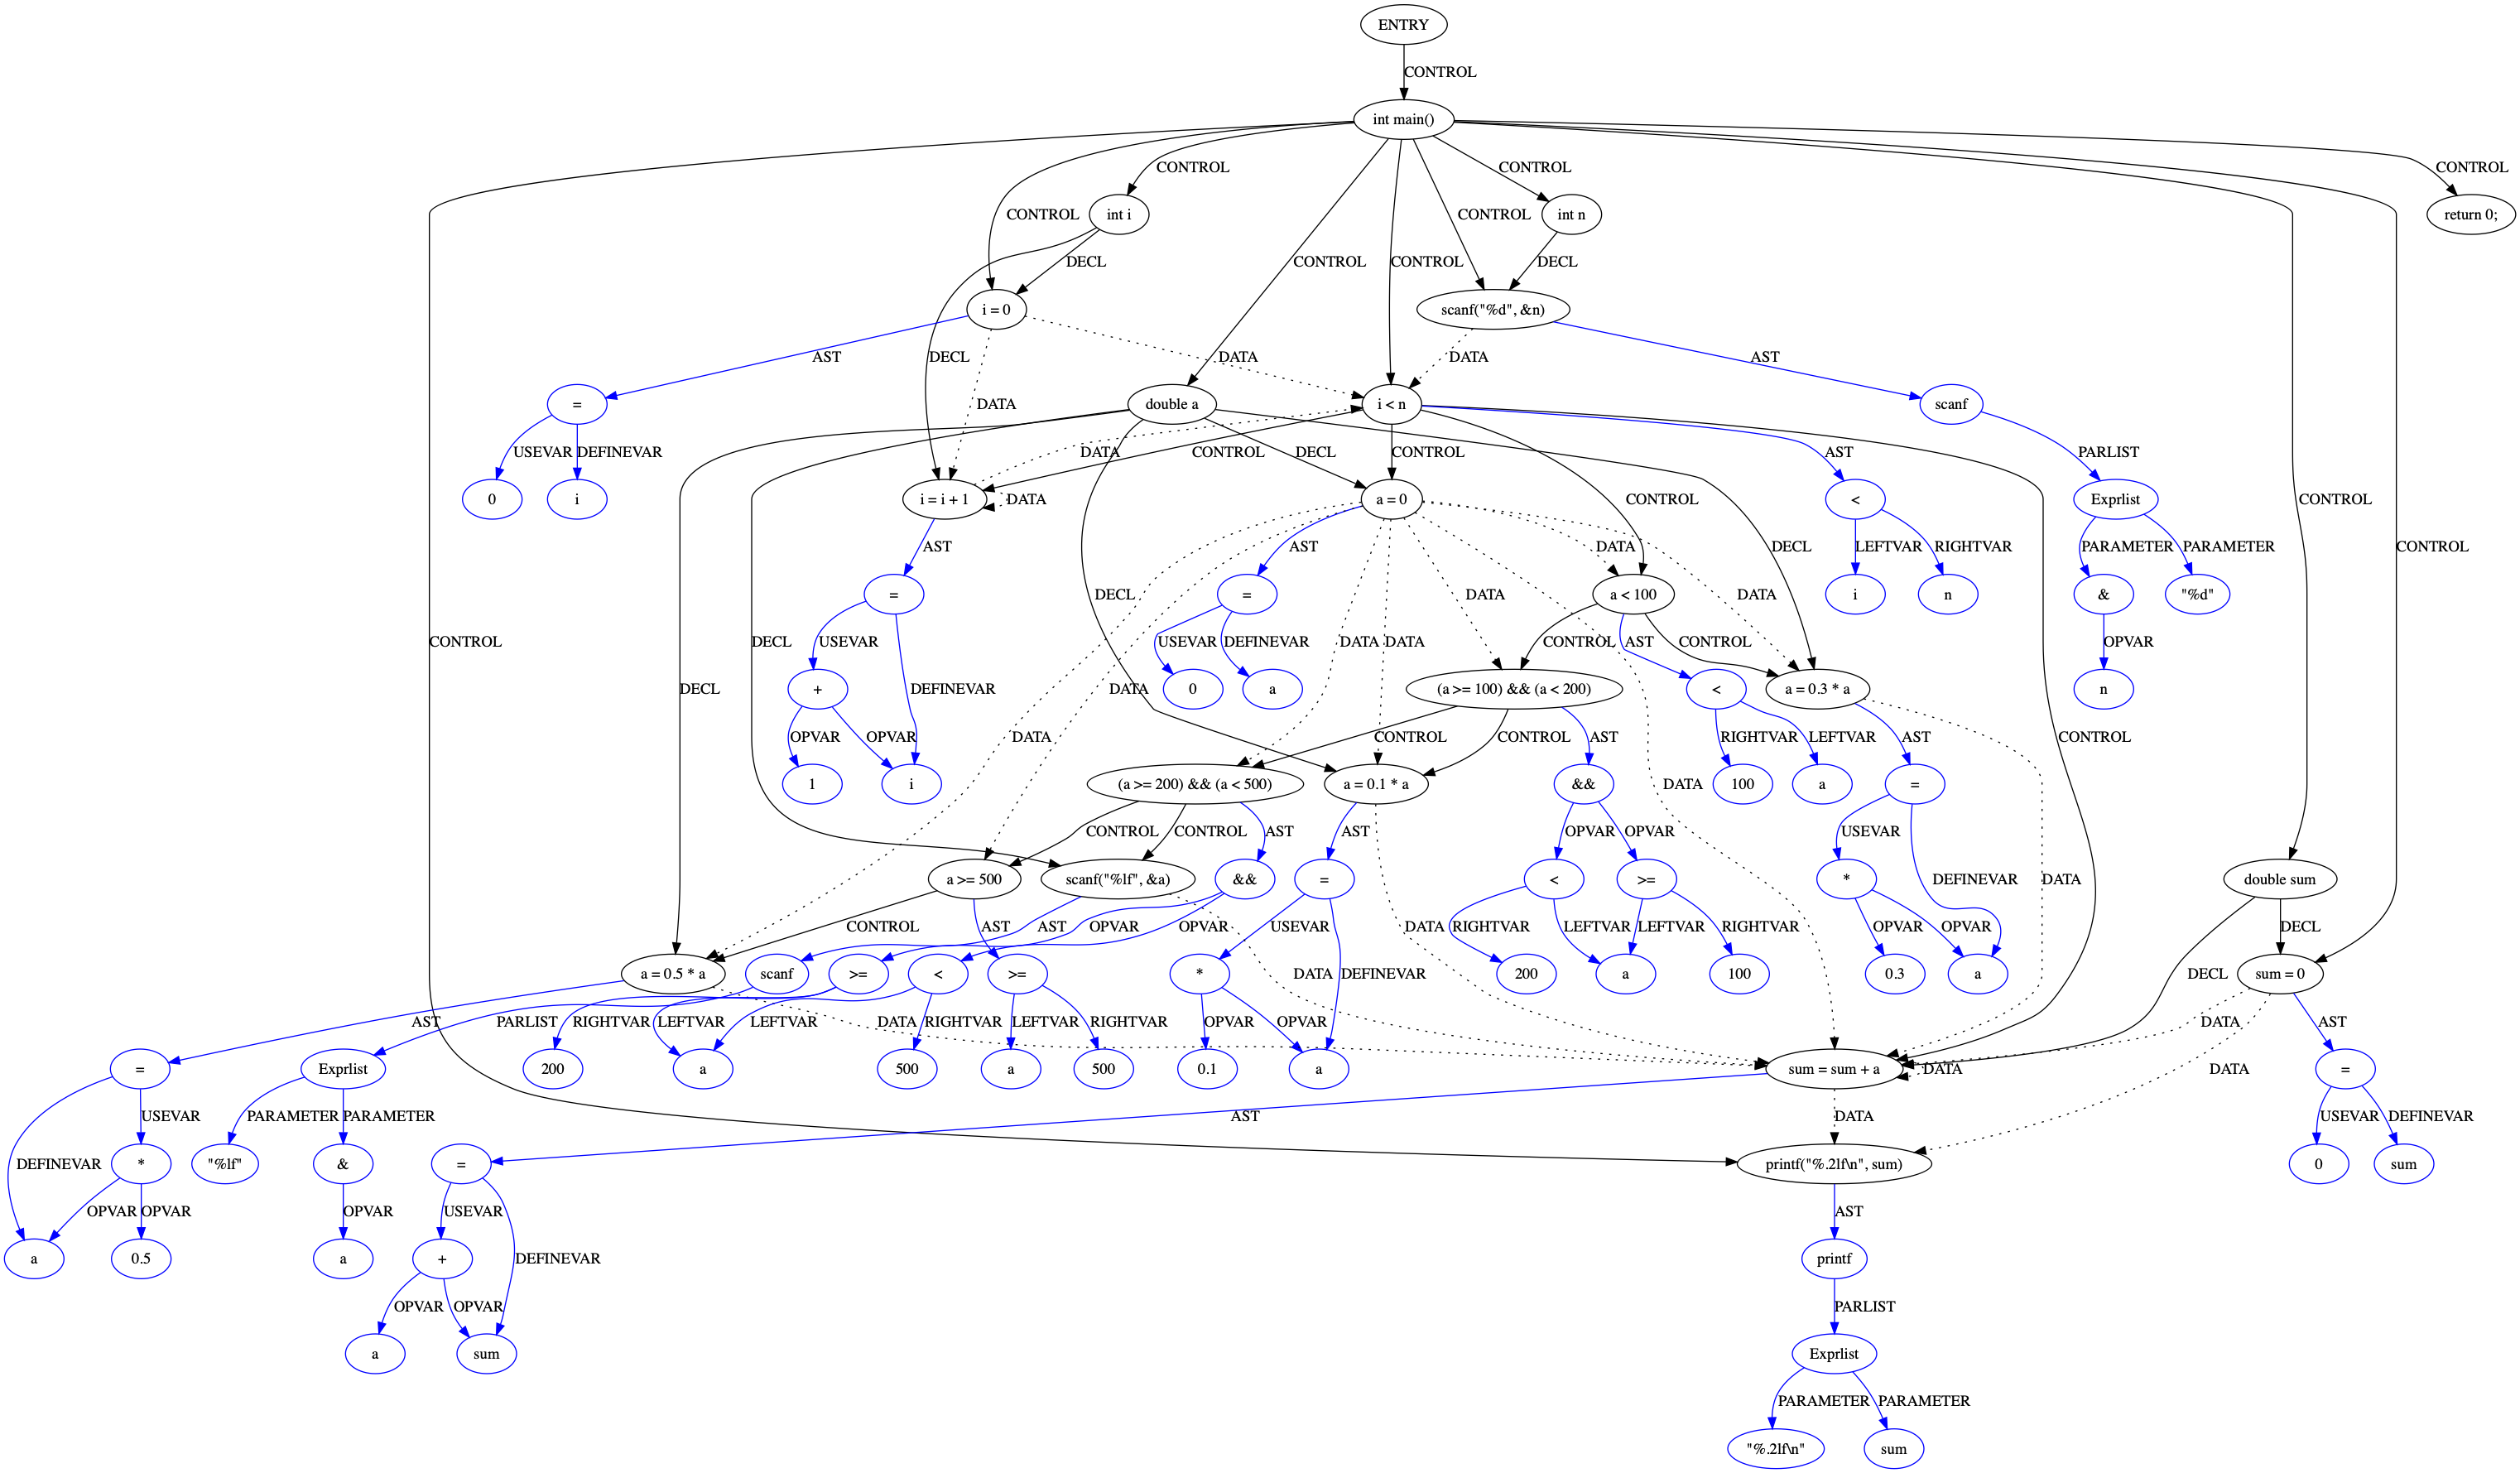 ENTRY
CONTROL
int main()
CONTROL
CONTROL
CONTROL
int i
int n
return 0;
CONTROL
CONTROL
CONTROL
CONTROL
DECL
DECL
i = 0
scanf("%d", &n)
AST
DECL
DATA
DATA
AST
=
double a
i < n
scanf
DATA
USEVAR
DEFINEVAR
DATA
CONTROL
DECL
CONTROL
AST
PARLIST
0
i
i = i + 1
DATA
a = 0
CONTROL
<
Exprlist
CONTROL
AST
AST
DATA
DECL
LEFTVAR
RIGHTVAR
CONTROL
PARAMETER
PARAMETER
=
DECL
=
DATA
a < 100
DATA
i
n
&
"%d"
CONTROL
DECL
USEVAR
DATA
DATA
USEVAR
DEFINEVAR
CONTROL
AST
CONTROL
OPVAR
DECL
+
DEFINEVAR
DATA
0
a
(a >= 100) && (a < 200)
<
a = 0.3 * a
n
OPVAR
OPVAR
DATA
CONTROL
CONTROL
AST
RIGHTVAR
LEFTVAR
AST
CONTROL
1
i
(a >= 200) && (a < 500)
a = 0.1 * a
DATA
&&
100
a
=
CONTROL
CONTROL
AST
AST
OPVAR
OPVAR
USEVAR
a >= 500
scanf("%lf", &a)
&&
=
<
>=
*
DEFINEVAR
DATA
double sum
CONTROL
AST
AST
OPVAR
OPVAR
USEVAR
DATA
RIGHTVAR
LEFTVAR
LEFTVAR
RIGHTVAR
OPVAR
OPVAR
DECL
a = 0.5 * a
scanf
>=
<
>=
*
DATA
DEFINEVAR
200
a
100
0.3
a
DECL
sum = 0
AST
PARLIST
RIGHTVAR
LEFTVAR
LEFTVAR
DATA
RIGHTVAR
LEFTVAR
RIGHTVAR
OPVAR
OPVAR
DATA
AST
=
Exprlist
200
a
500
a
500
0.1
a
sum = sum + a
DATA
DATA
=
DEFINEVAR
USEVAR
PARAMETER
PARAMETER
AST
DATA
USEVAR
DEFINEVAR
*
"%lf"
&
=
printf("%.2lf\n", sum)
0
sum
OPVAR
OPVAR
OPVAR
USEVAR
DEFINEVAR
AST
a
0.5
a
+
printf
OPVAR
OPVAR
PARLIST
a
sum
Exprlist
PARAMETER
PARAMETER
"%.2lf\n"
sum